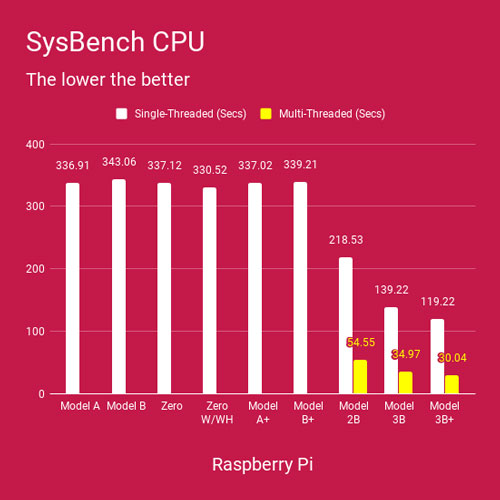 SysBench CPU
The lower the better
Single-Threaded (Secs) Multi-Threaded (Secs)
400
300
200
100
0
336.91 343.06 337.12 330.52 337.02 339.21 218.53 139.22 119.22
54.55 34.97 30.04
Model A Model B Zero Zero W/WH Model A+ Model B+ Model 2B Model 3B Model 3B+
Raspberry Pi